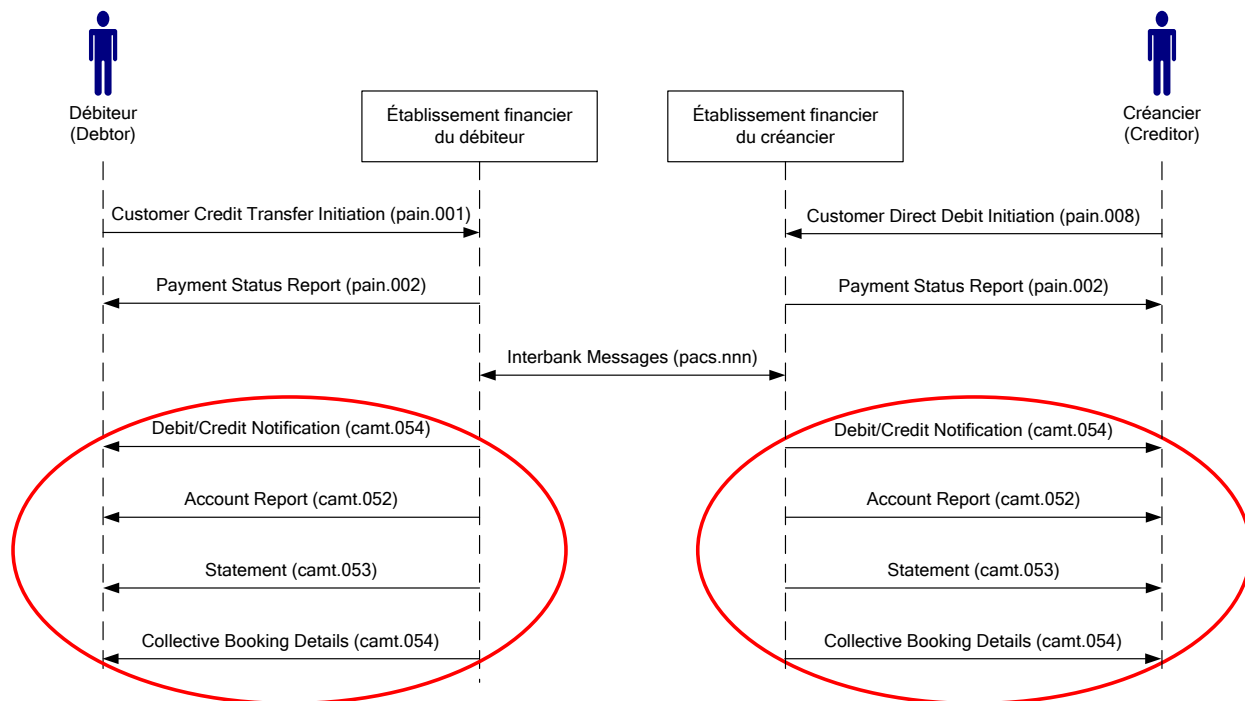 Débiteur
(Debtor)
Établissement financier
du débiteur
Établissement financier
du créancier
Créancier
(Creditor)
Customer Credit Transfer Initiation (pain.001)
Customer Direct Debit Initiation (pain.008)
Payment Status Report (pain.002)
Payment Status Report (pain.002)
Interbank Messages (pacs.nnn)
Debit/Credit Notification (camt.054)
Debit/Credit Notification (camt.054)
Account Report (camt.052)
Account Report (camt.052)
Statement (camt.053)
Statement (camt.053)
Collective Booking Details (camt.054)
Collective Booking Details (camt.054)